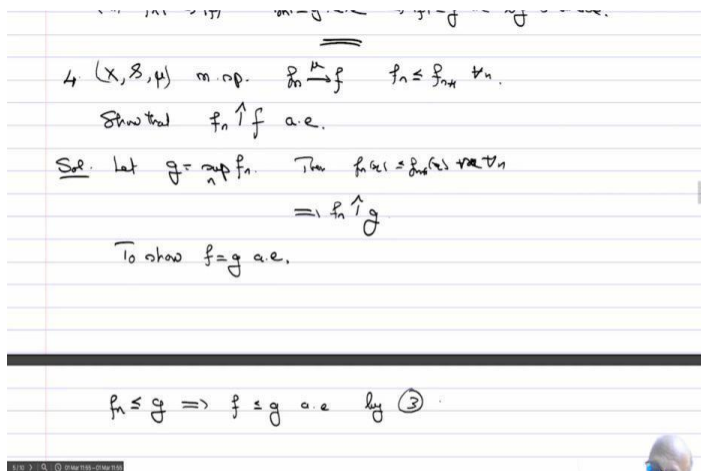 4. (X, S, μ) m. sp. fₙ →^μ f fₙ ≤ fₙ₊₁ ∀n.
Show that fₙ ↑ f a.e.
Sol. Let g = sup_n fₙ. Then fₙ(x) ≤ fₙ₊₁(x) ∀x ∀n
=> fₙ ↑ g
To show f = g a.e.
fₙ ≤ g => f ≤ g a.e by ③.